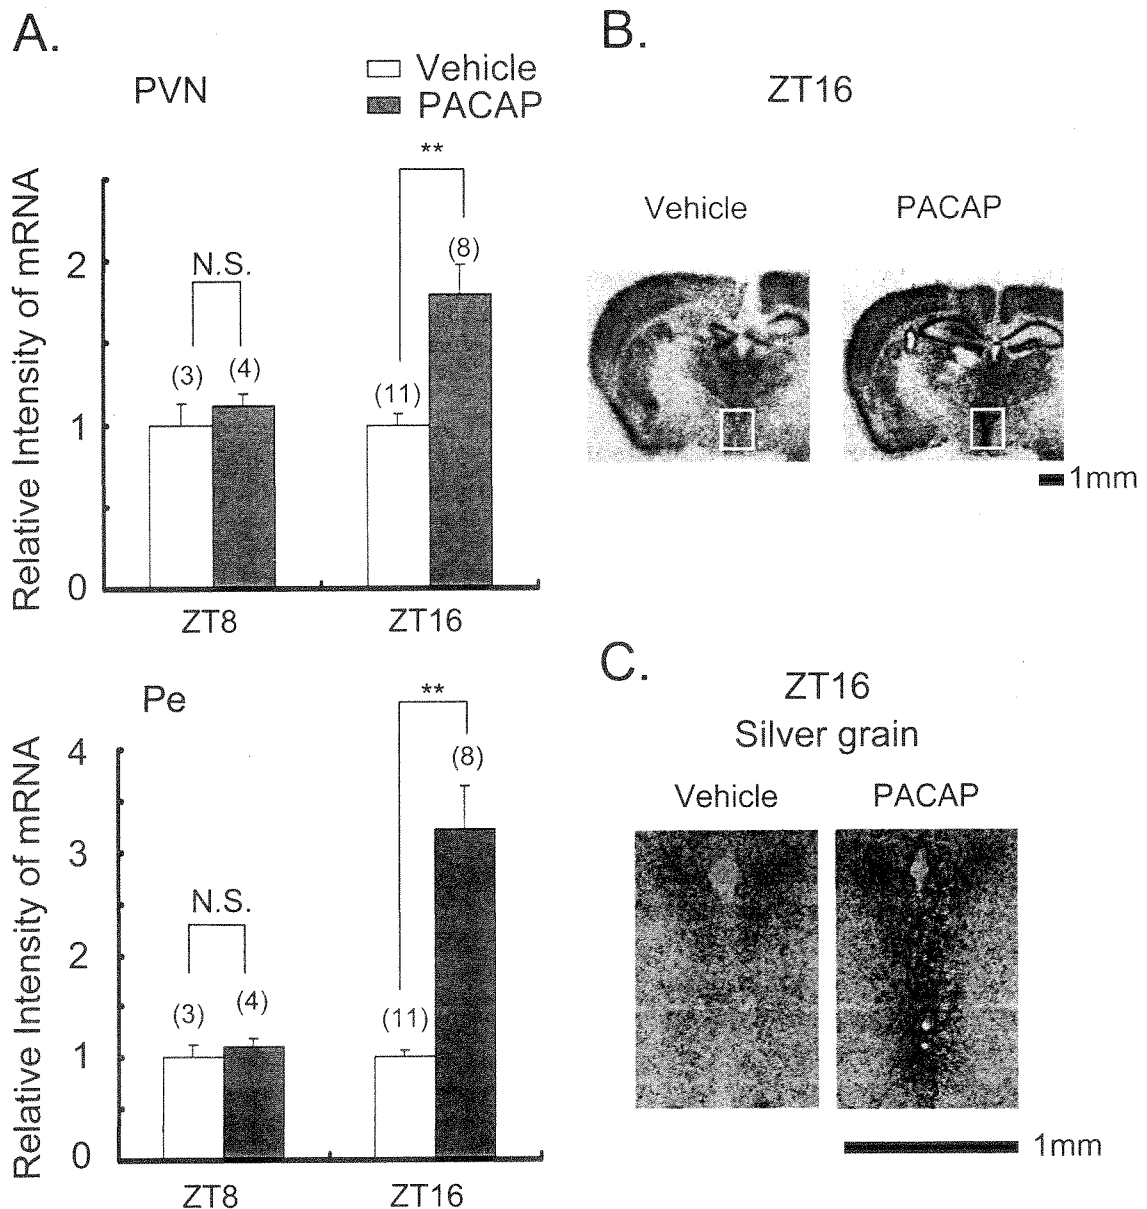 A.
PVN
Vehicle
PACAP
Relative Intensity of mRNA
2
1
0
N.S.
(3)
(4)
**
(11)
(8)
ZT8
ZT16
Pe
Relative Intensity of mRNA
4
3
2
1
0
N.S.
(3)
(4)
**
(11)
(8)
ZT8
ZT16
B.
ZT16
Vehicle
PACAP
1mm
C.
ZT16
Silver grain
Vehicle
PACAP
1mm